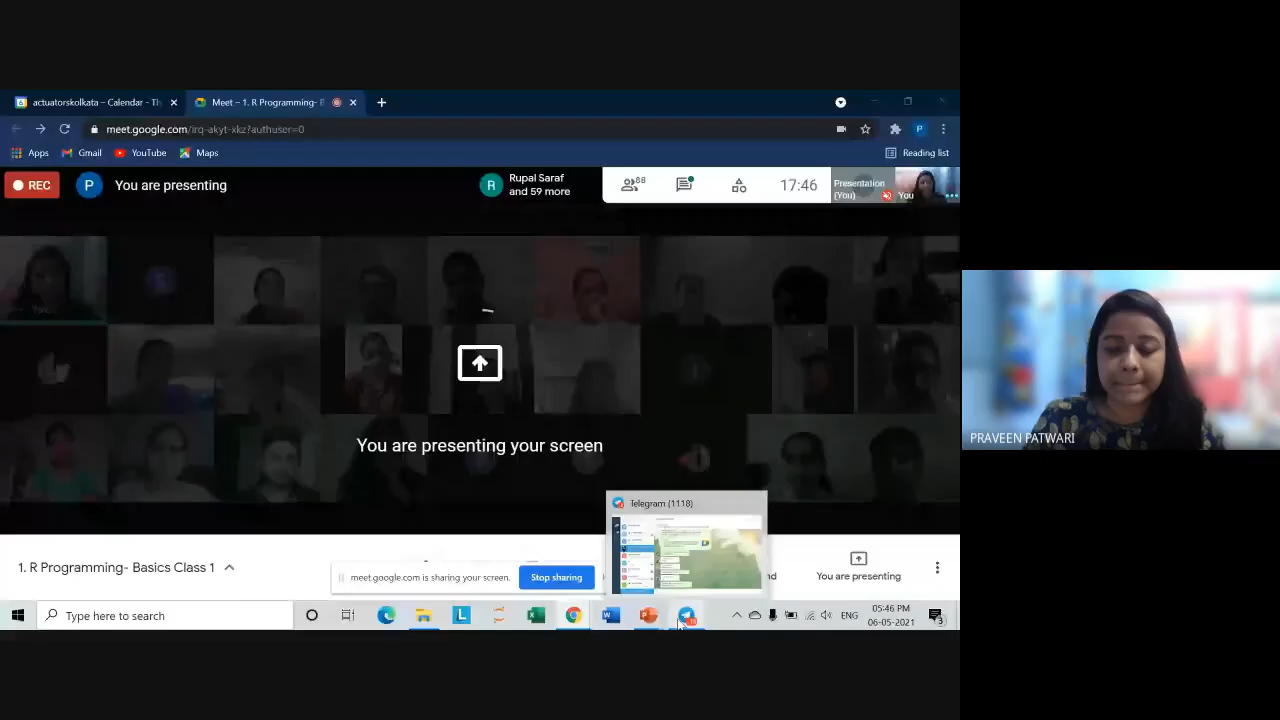 actuatorskolkata – Calendar - Th
Meet – 1. R Programming- B
meet.google.com/irq-akyt-xkz?authuser=0
Apps
Gmail
YouTube
Maps
Reading list
REC
P
You are presenting
R
Rupal Saraf
and 59 more
88
17:46
Presentation
(You)
You
You are presenting your screen
PRAVEEN PATWARI
Telegram (1118)
1. R Programming- Basics Class 1
meet.google.com is sharing your screen.
Stop sharing
nd
You are presenting
Type here to search
ENG
05:46 PM
06-05-2021
3